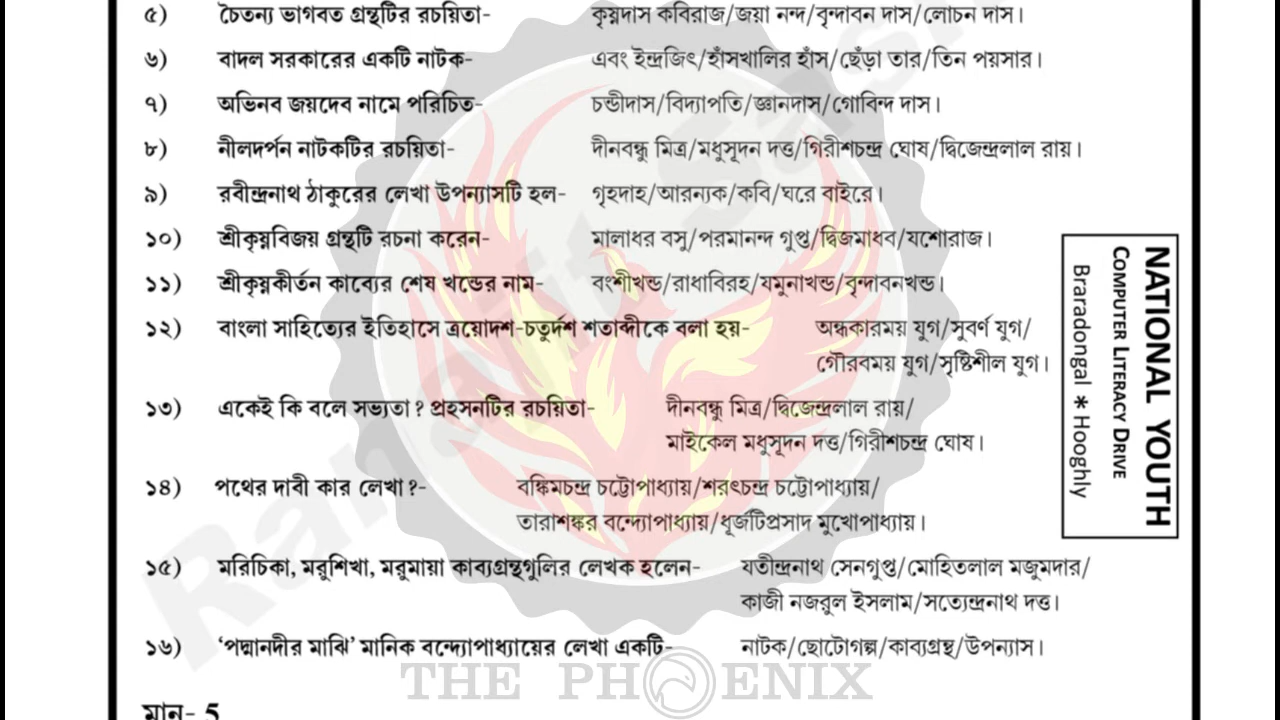 ৫) চৈতন্য ভাগবত গ্রন্থটির রচয়িতা- কৃষ্ণদাস কবিরাজ/জয়া নন্দ/বৃন্দাবন দাস/লোচন দাস।
৬) বাদল সরকারের একটি নাটক- এবং ইন্দ্রজিৎ/হাঁসখালির হাঁস/ছেঁড়া তার/তিন পয়সার।
৭) অভিনব জয়দেব নামে পরিচিত- চন্ডীদাস/বিদ্যাপতি/জ্ঞানদাস/গোবিন্দ দাস।
৮) নীলদর্পন নাটকটির রচয়িতা- দীনবন্ধু মিত্র/মধুসূদন দত্ত/গিরীশচন্দ্র ঘোষ/দ্বিজেন্দ্রলাল রায়।
৯) রবীন্দ্রনাথ ঠাকুরের লেখা উপন্যাসটি হল- গৃহদাহ/আরন্যক/কবি/ঘরে বাইরে।
১০) শ্রীকৃষ্ণবিজয় গ্রন্থটি রচনা করেন- মালাধর বসু/পরমানন্দ গুপ্ত/দ্বিজমাধব/যশোরাজ।
১১) শ্রীকৃষ্ণকীর্তন কাব্যের শেষ খন্ডের নাম- বংশীখন্ড/রাধাবিরহ/যমুনাখন্ড/বৃন্দাবনখন্ড।
১২) বাংলা সাহিত্যের ইতিহাসে ত্রয়োদশ-চতুর্দশ শতাব্দীকে বলা হয়- অন্ধকারময় যুগ/সুবর্ণ যুগ/
গৌরবময় যুগ/সৃষ্টিশীল যুগ।
১৩) একেই কি বলে সভ্যতা? প্রহসনটির রচয়িতা- দীনবন্ধু মিত্র/দ্বিজেন্দ্রলাল রায়/
মাইকেল মধুসূদন দত্ত/গিরীশচন্দ্র ঘোষ।
১৪) পথের দাবী কার লেখা?- বঙ্কিমচন্দ্র চট্টোপাধ্যায়/শরৎচন্দ্র চট্টোপাধ্যায়/
তারাশঙ্কর বন্দ্যোপাধ্যায়/ধূর্জটিপ্রসাদ মুখোপাধ্যায়।
১৫) মরিচিকা, মরুশিখা, মরুমায়া কাব্যগ্রন্থগুলির লেখক হলেন- যতীন্দ্রনাথ সেনগুপ্ত/মোহিতলাল মজুমদার/
কাজী নজরুল ইসলাম/সত্যেন্দ্রনাথ দত্ত।
১৬) ‘পদ্মানদীর মাঝি’ মানিক বন্দ্যোপাধ্যায়ের লেখা একটি- নাটক/ছোটোগল্প/কাব্যগ্রন্থ/উপন্যাস।
THE PHOENIX
মান- 5
NATIONAL YOUTH
COMPUTER LITERACY DRIVE
Braradongal * Hooghly